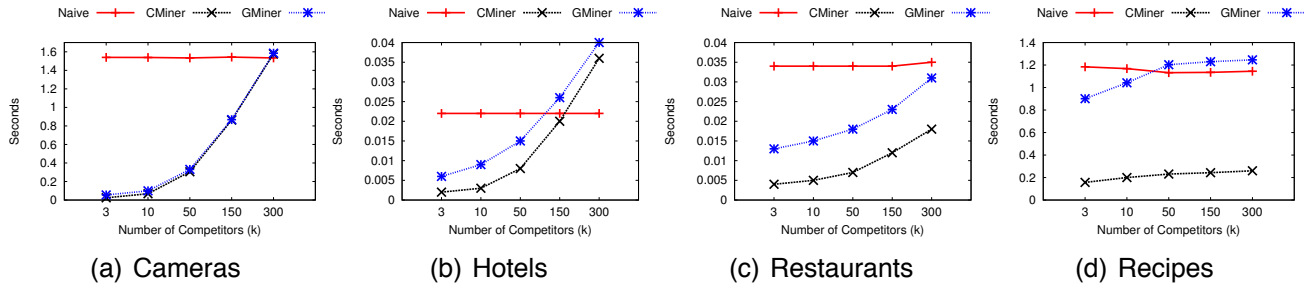 Naive CMiner GMiner
1.6
1.4
1.2
1
0.8
0.6
0.4
0.2
0
Seconds
3 10 50 150 300
Number of Competitors (k)
(a) Cameras
Naive CMiner GMiner
0.04
0.035
0.03
0.025
0.02
0.015
0.01
0.005
0
Seconds
3 10 50 150 300
Number of Competitors (k)
(b) Hotels
Naive CMiner GMiner
0.04
0.035
0.03
0.025
0.02
0.015
0.01
0.005
0
Seconds
3 10 50 150 300
Number of Competitors (k)
(c) Restaurants
Naive CMiner GMiner
1.4
1.2
1
0.8
0.6
0.4
0.2
0
Seconds
3 10 50 150 300
Number of Competitors (k)
(d) Recipes